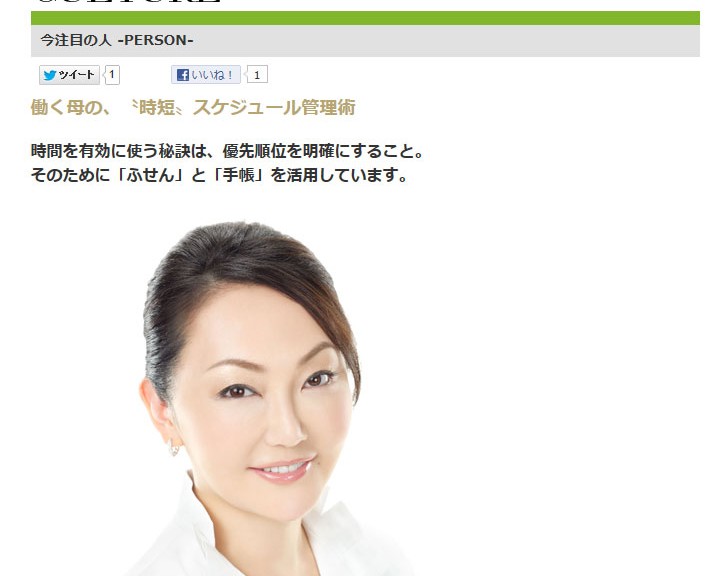 CULTURE
今注目の人 -PERSON-
ツイート 1 いいね! 1
働く母の、〝時短〟スケジュール管理術
時間を有効に使う秘訣は、優先順位を明確にすること。
そのために「ふせん」と「手帳」を活用しています。